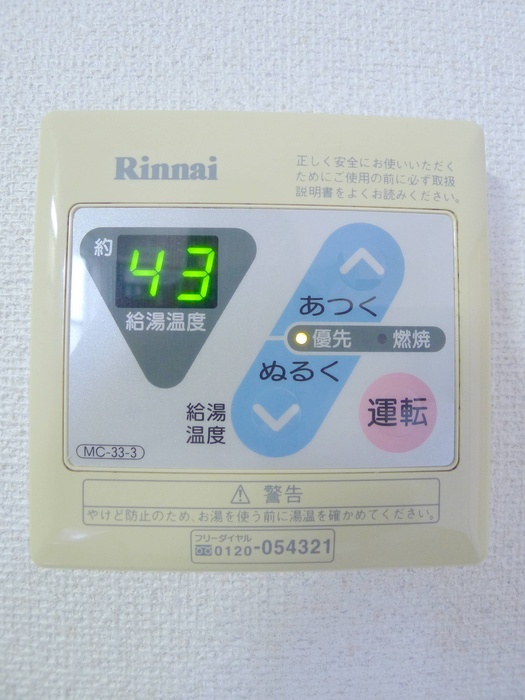 Rinnai
正しく安全にお使いいただく
ためにご使用の前に必ず取扱
説明書をよくお読みください。
約
43
給湯温度
あつく
優先
燃焼
ぬるく
給湯
温度
運転
MC-33-3
⚠ 警告
やけど防止のため、お湯を使う前に湯温を確かめてください。
フリーダイヤル
0120-054321